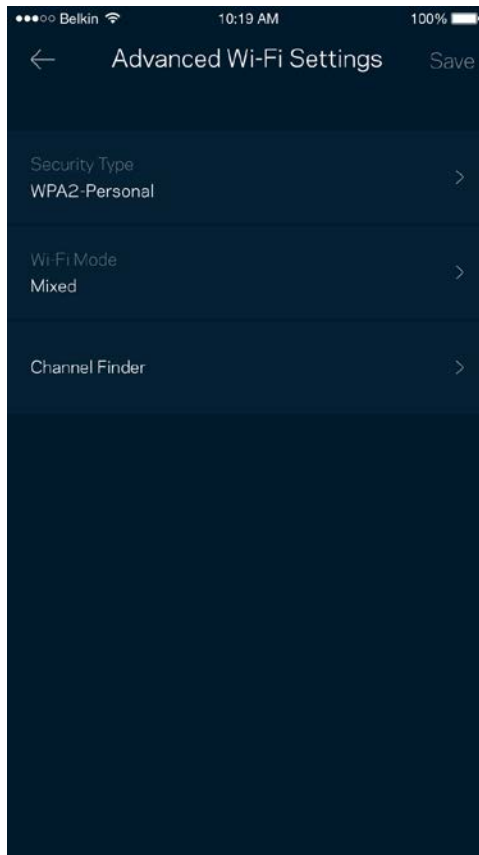 Belkin 10:19 AM 100%
Advanced Wi-Fi Settings Save
Security Type
WPA2-Personal
Wi-Fi Mode
Mixed
Channel Finder